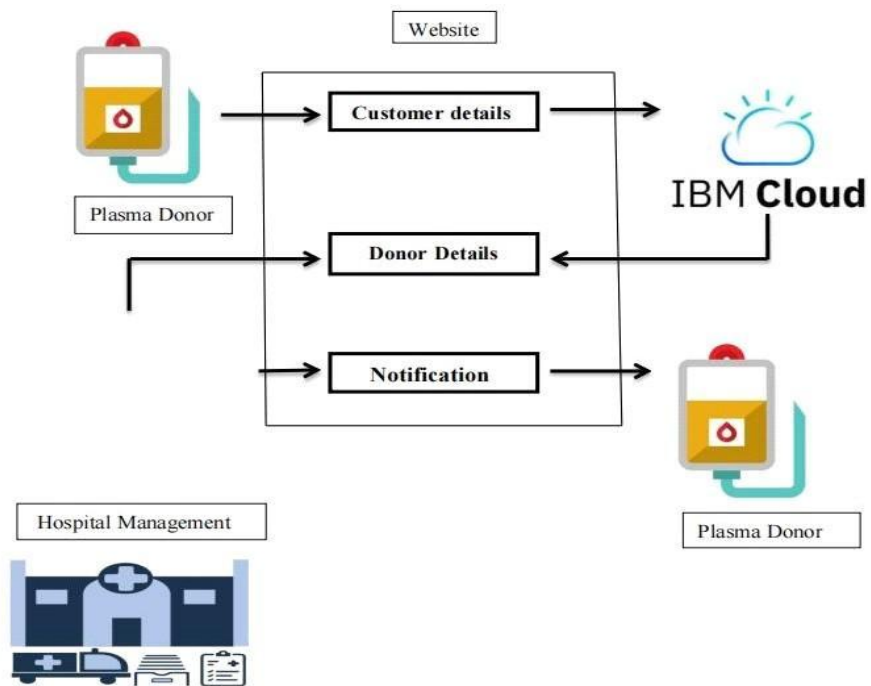 Website
Customer details
IBM Cloud
Plasma Donor
Donor Details
Notification
Hospital Management
Plasma Donor